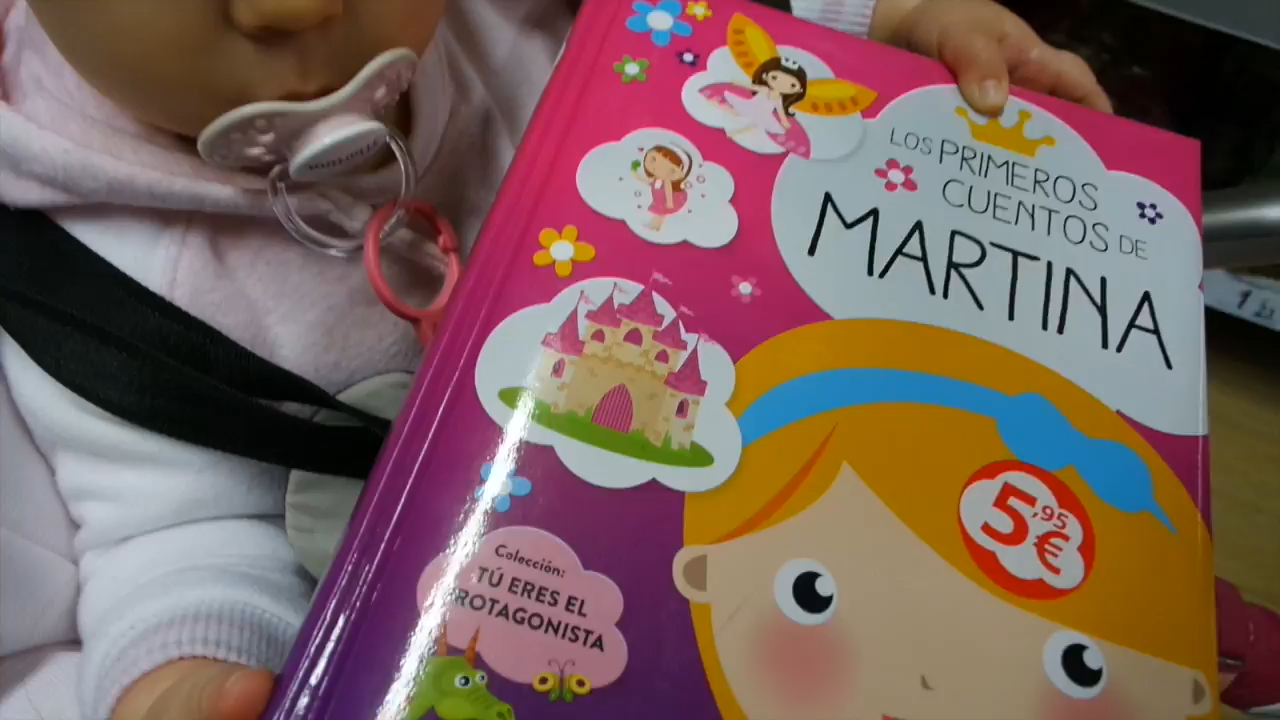 LOS PRIMEROS
CUENTOS DE
MARTINA
5,95
€
Colección:
TÚ ERES EL
PROTAGONISTA